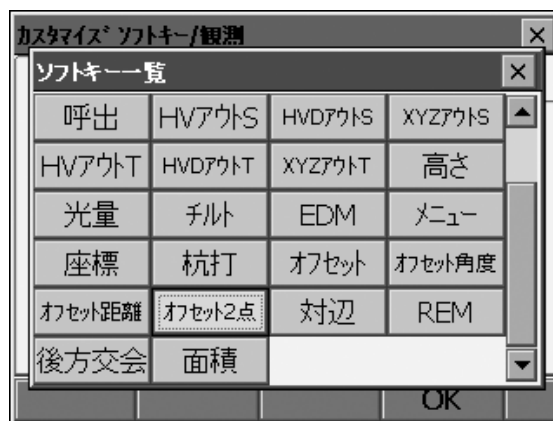 カスタマイズ ソフトキー/観測
ソフトキー一覧
呼出 HVアウトS HVDアウトS XYZアウトS
HVアウトT HVDアウトT XYZアウトT 高さ
光量 チルト EDM メニュー
座標 杭打 オフセット オフセット角度
オフセット距離 オフセット2点 対辺 REM
後方交会 面積
OK